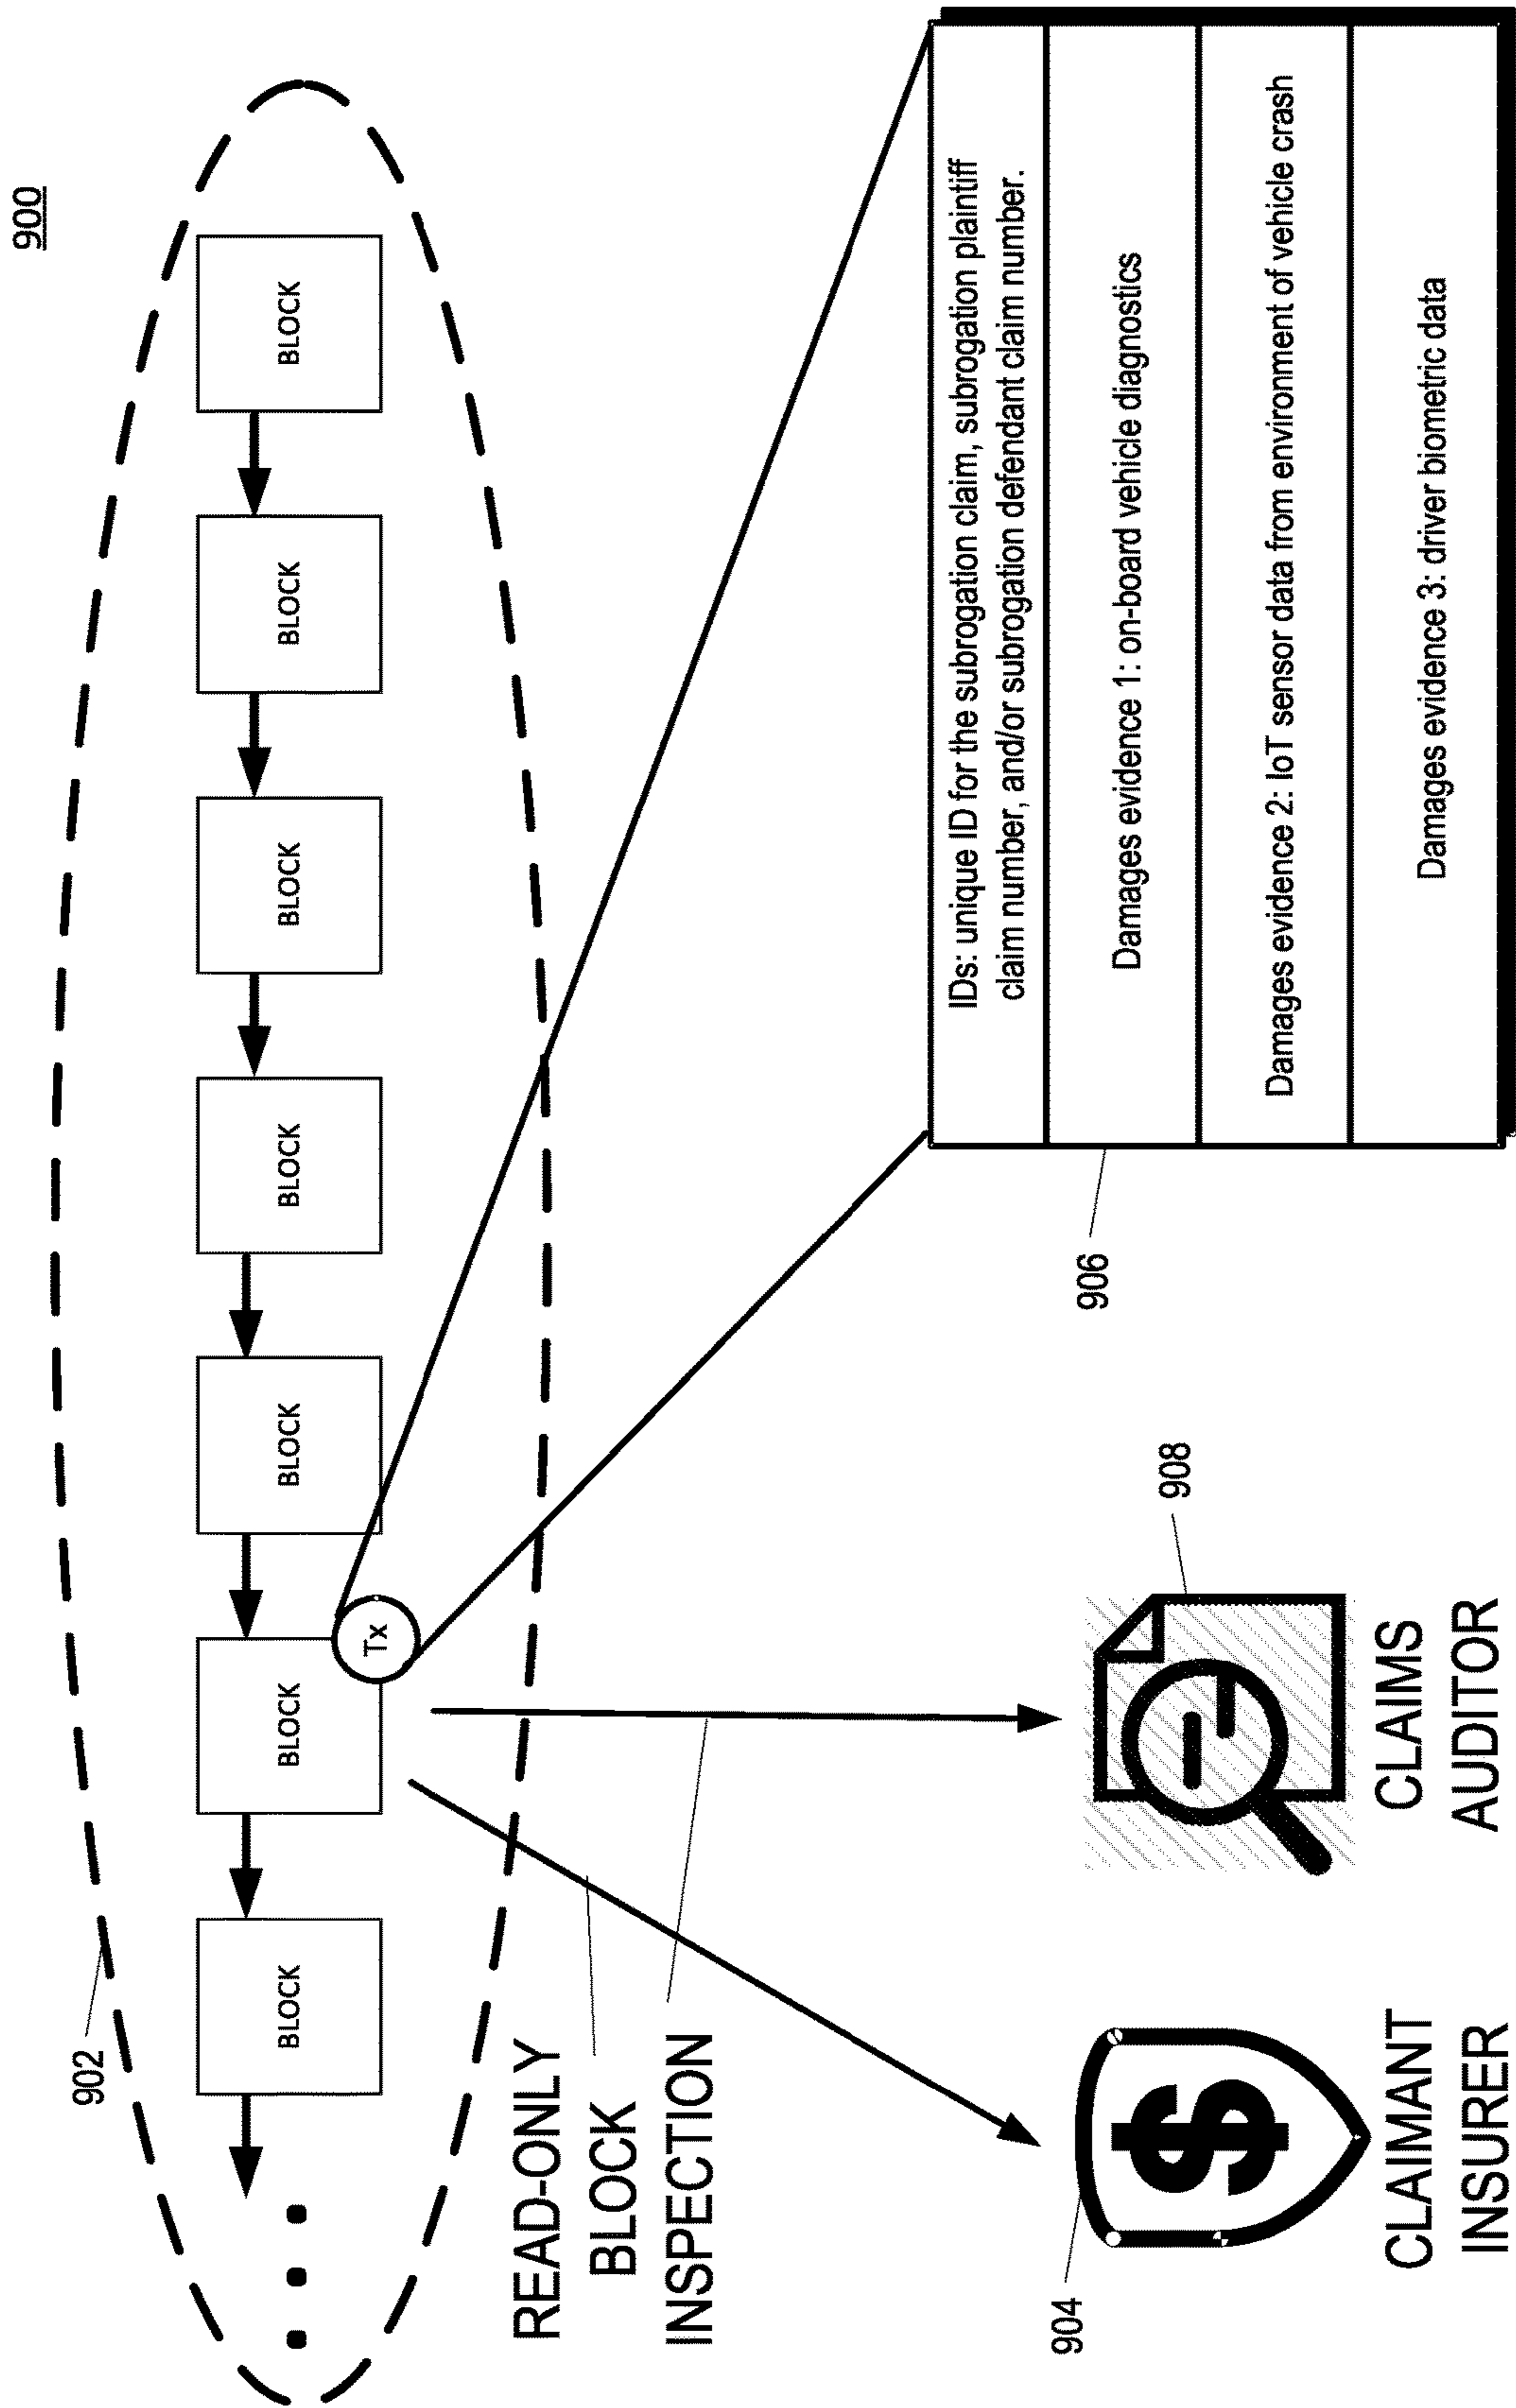 900
902
BLOCK
BLOCK
BLOCK
BLOCK
BLOCK
BLOCK
BLOCK
Tx
READ-ONLY
BLOCK
INSPECTION
904
$
CLAIMANT
INSURER
908
CLAIMS
AUDITOR
906
IDs: unique ID for the subrogation claim, subrogation plaintiff
claim number, and/or subrogation defendant claim number.
Damages evidence 1: on-board vehicle diagnostics
Damages evidence 2: IoT sensor data from environment of vehicle crash
Damages evidence 3: driver biometric data